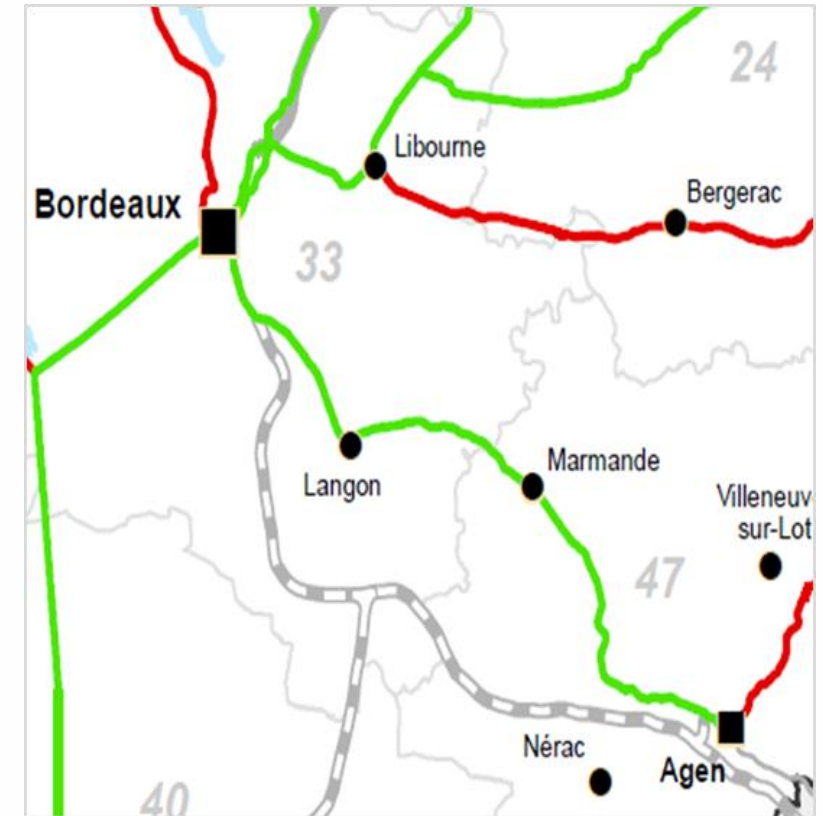 24
Libourne
Bergerac
Bordeaux
33
Marmande
Langon
Villeneuv
sur-Lot
47
Nérac
Agen
40